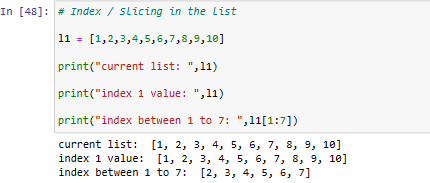 In [48]: # Index / Slicing in the List
l1 = [1,2,3,4,5,6,7,8,9,10]
print("current list: ",l1)
print("index 1 value: ",l1)
print("index between 1 to 7: ",l1[1:7])
current list:  [1, 2, 3, 4, 5, 6, 7, 8, 9, 10]
index 1 value:  [1, 2, 3, 4, 5, 6, 7, 8, 9, 10]
index between 1 to 7:  [2, 3, 4, 5, 6, 7]